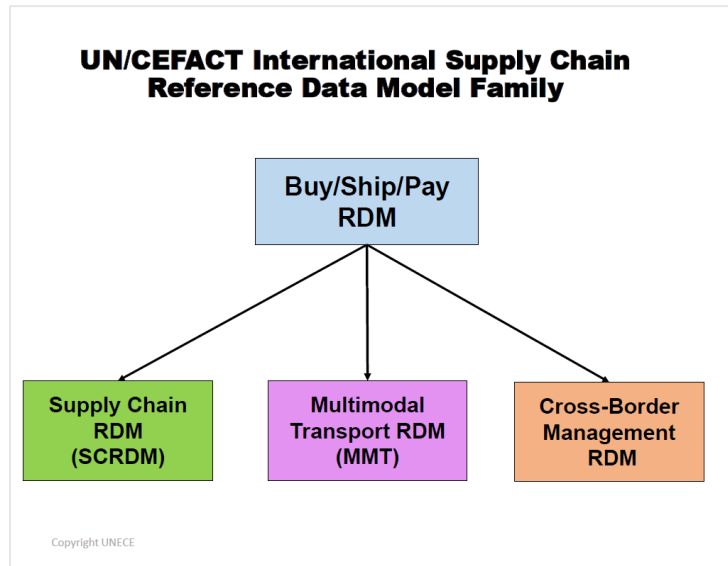 UN/CEFACT International Supply Chain
Reference Data Model Family
Buy/Ship/Pay
RDM
Supply Chain
RDM
(SCRDM)
Multimodal
Transport RDM
(MMT)
Cross-Border
Management
RDM
Copyright UNECE